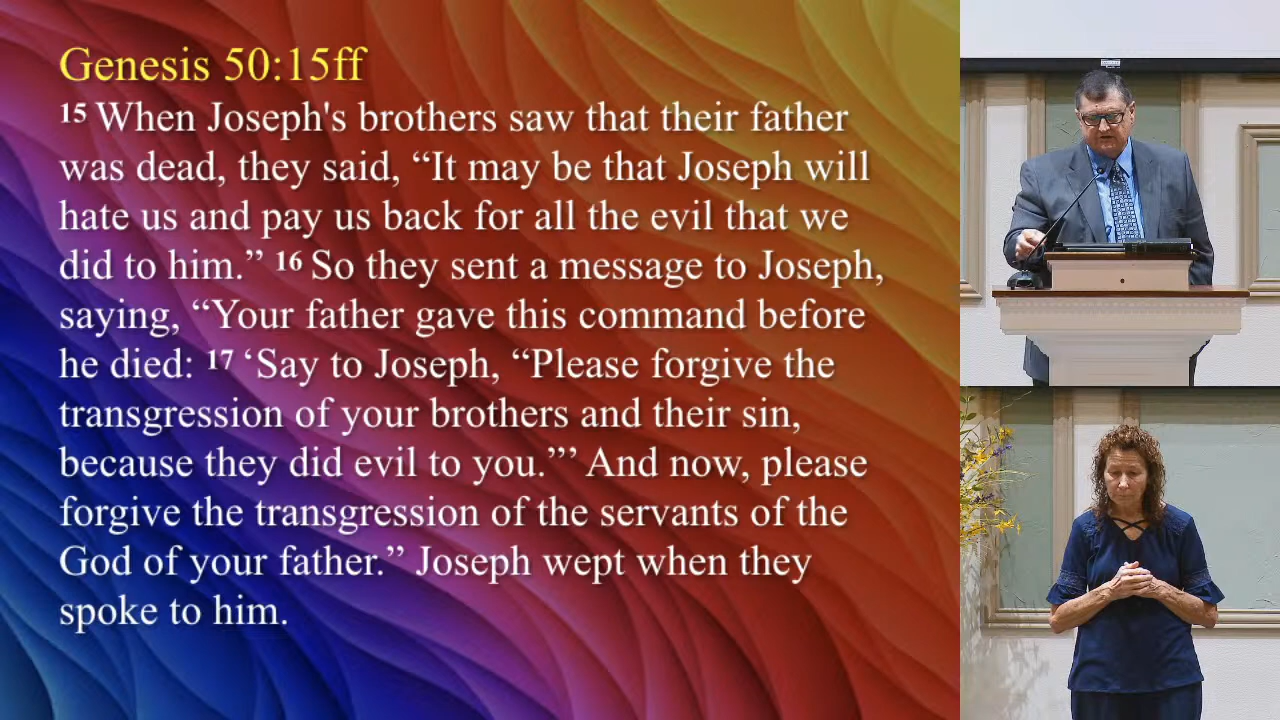 Genesis 50:15ff
15 When Joseph's brothers saw that their father
was dead, they said, “It may be that Joseph will
hate us and pay us back for all the evil that we
did to him.” 16 So they sent a message to Joseph,
saying, “Your father gave this command before
he died: 17 ‘Say to Joseph, “Please forgive the
transgression of your brothers and their sin,
because they did evil to you.”’ And now, please
forgive the transgression of the servants of the
God of your father.” Joseph wept when they
spoke to him.